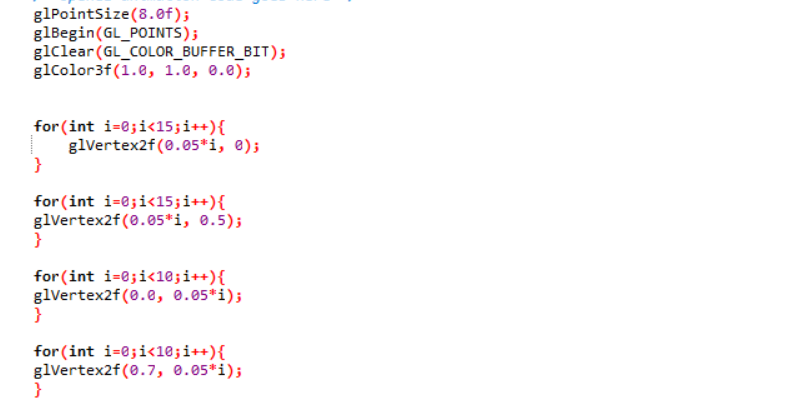 glPointSize(8.0f);
glBegin(GL_POINTS);
glClear(GL_COLOR_BUFFER_BIT);
glColor3f(1.0, 1.0, 0.0);
for(int i=0;i<15;i++){
glVertex2f(0.05*i, 0);
}
for(int i=0;i<15;i++){
glVertex2f(0.05*i, 0.5);
}
for(int i=0;i<10;i++){
glVertex2f(0.0, 0.05*i);
}
for(int i=0;i<10;i++){
glVertex2f(0.7, 0.05*i);
}